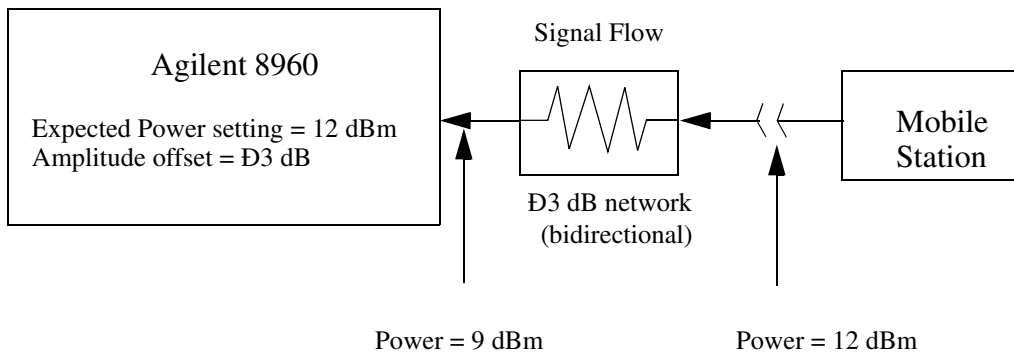 Signal Flow
Agilent 8960
Expected Power setting = 12 dBm
Amplitude offset = Ð3 dB
Mobile
Station
Ð3 dB network
(bidirectional)
Power = 9 dBm
Power = 12 dBm